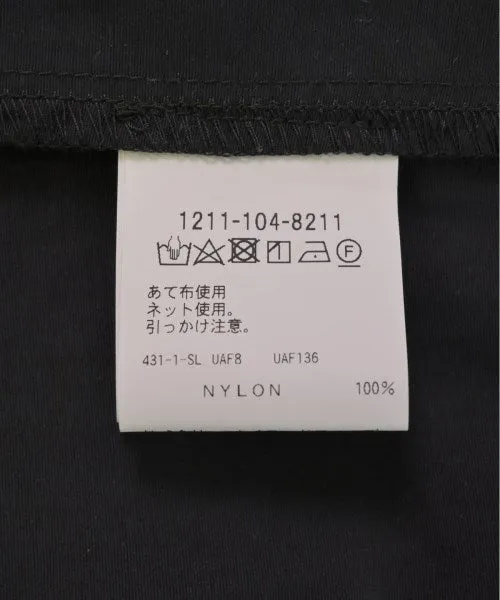 1211-104-8211
F
あて布使用
ネット使用。
引っかけ注意。
431-1-SL UAF8 UAF136
NYLON 100%